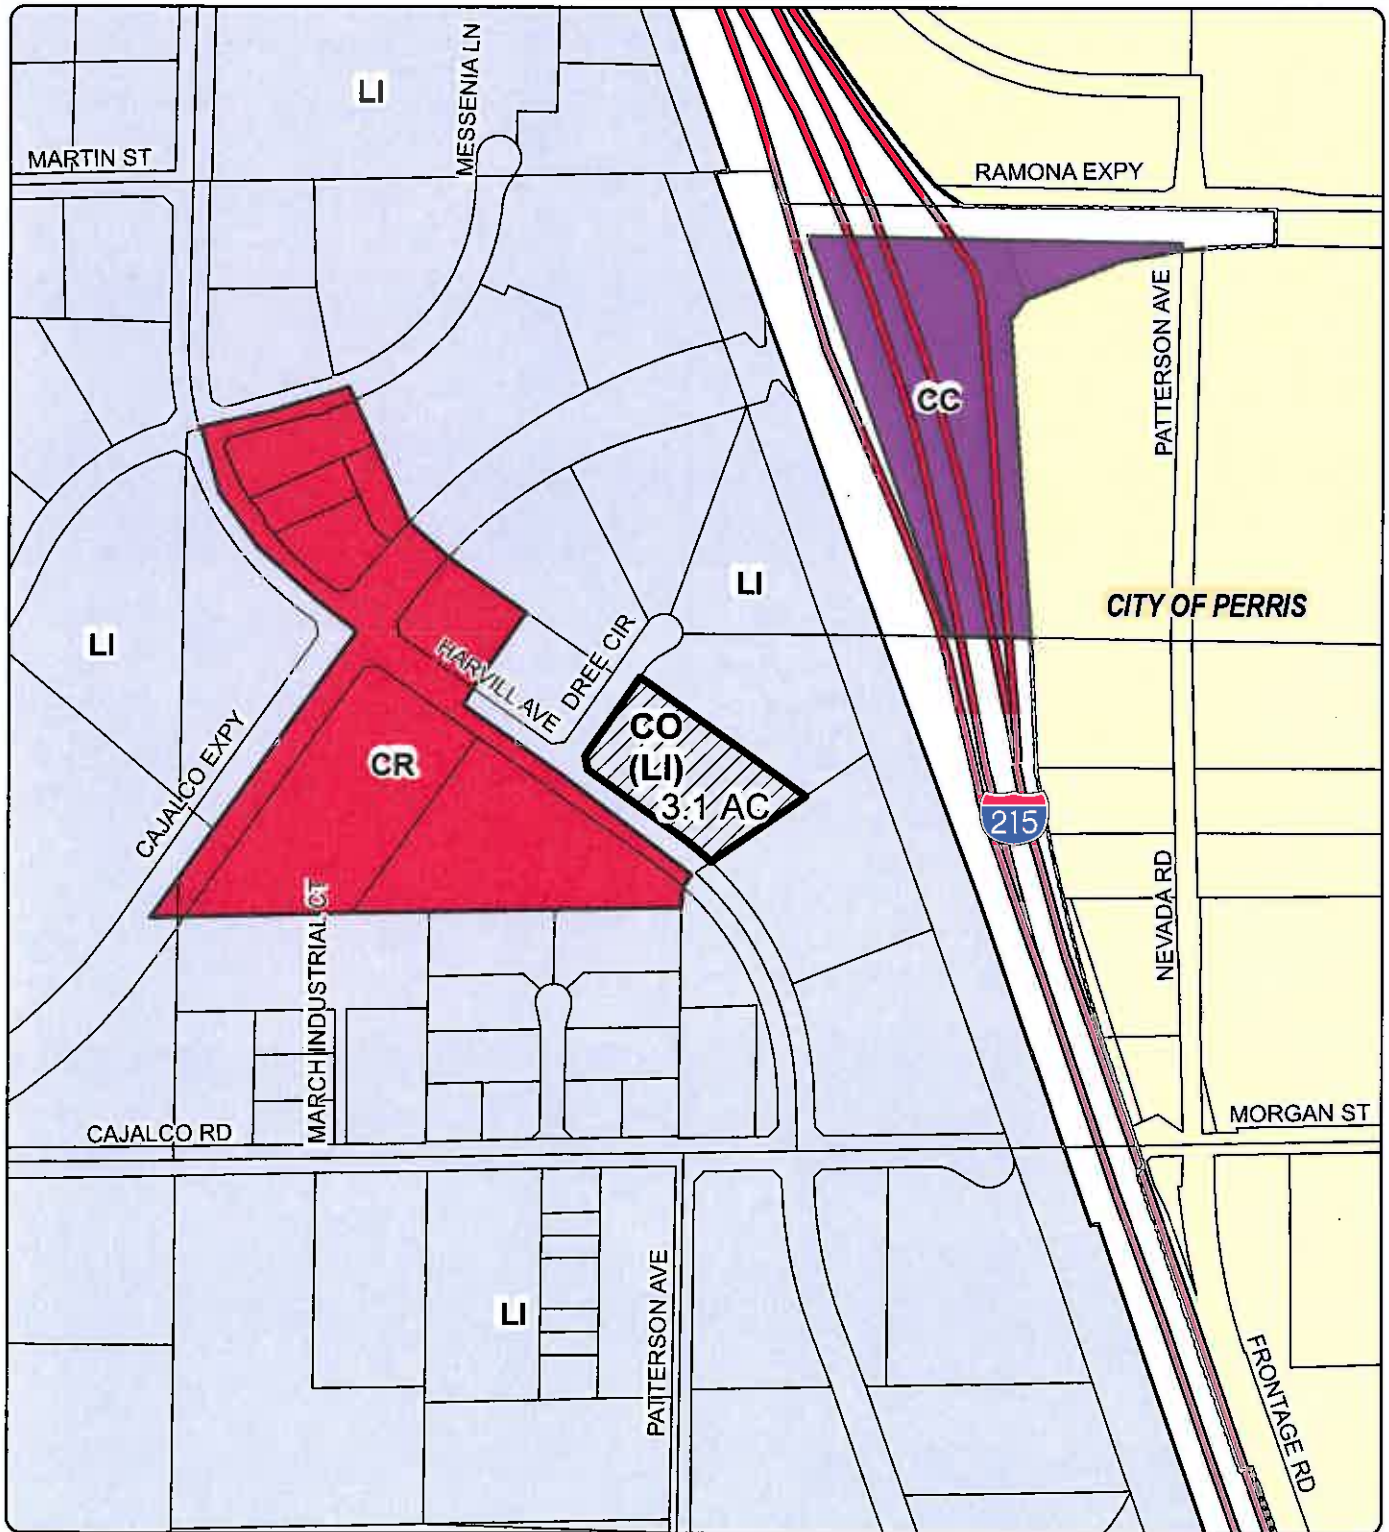 LI
MESSENIA LN
MARTIN ST
RAMONA EXPY
PATTERSON AVE
CC
LI
CITY OF PERRIS
LI
DREE CIR
HARVILL AVE
CO
(LI)
3.1 AC
CR
CAJALCO EXPY
215
NEVADA RD
MARCH INDUSTRIAL CT
CAJALCO RD
MORGAN ST
LI
PATTERSON AVE
FRONTAGE RD